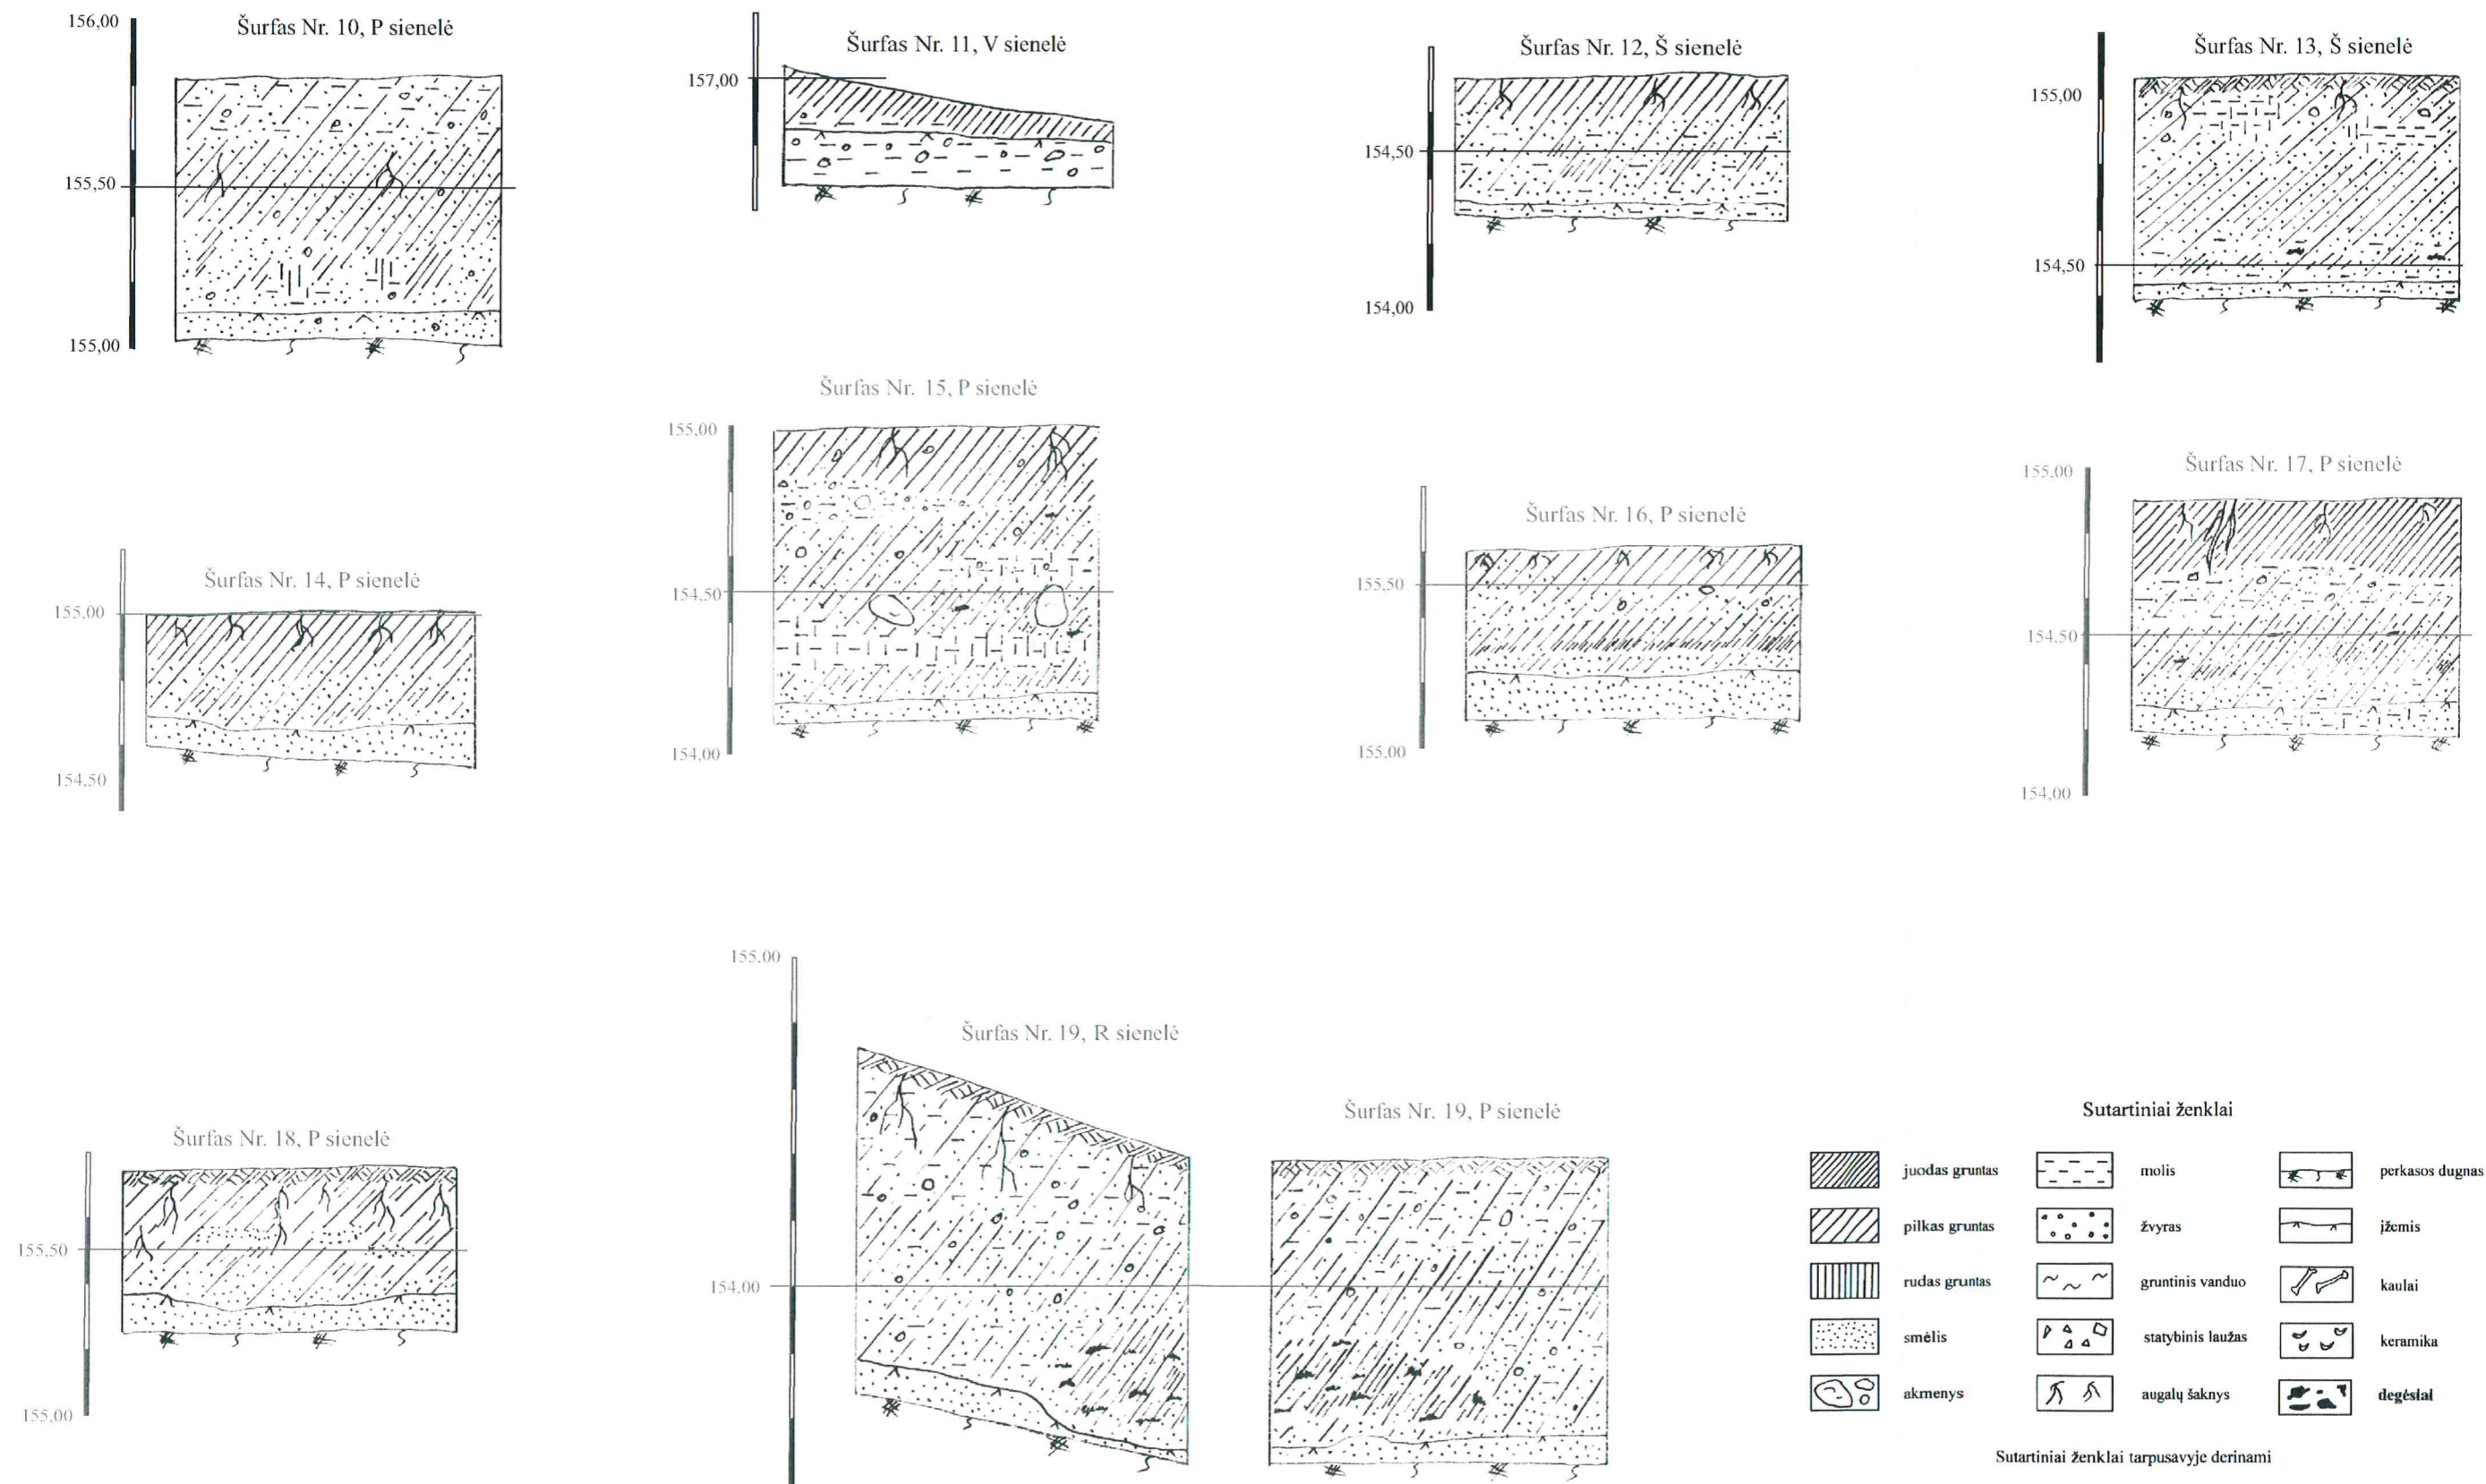 Šurfas Nr. 10, P sienelė
156,00
155,50
155,00
Šurfas Nr. 11, V sienelė
157,00
Šurfas Nr. 12, Š sienelė
154,50
154,00
Šurfas Nr. 13, Š sienelė
155,00
154,50
Šurfas Nr. 14, P sienelė
155,00
154,50
Šurfas Nr. 15, P sienelė
155,00
154,50
154,00
Šurfas Nr. 16, P sienelė
155,50
155,00
Šurfas Nr. 17, P sienelė
155,00
154,50
154,00
Šurfas Nr. 18, P sienelė
155,50
155,00
Šurfas Nr. 19, R sienelė
155,00
154,00
Šurfas Nr. 19, P sienelė
Sutartiniai ženklai
juodas gruntas
pilkas gruntas
rudas gruntas
smėlis
akmenys
molis
žvyras
gruntinis vanduo
statybinis laužas
augalų šaknys
perkasos dugnas
įžemis
kaulai
keramika
degėsiai
Sutartiniai ženklai tarpusavyje derinami